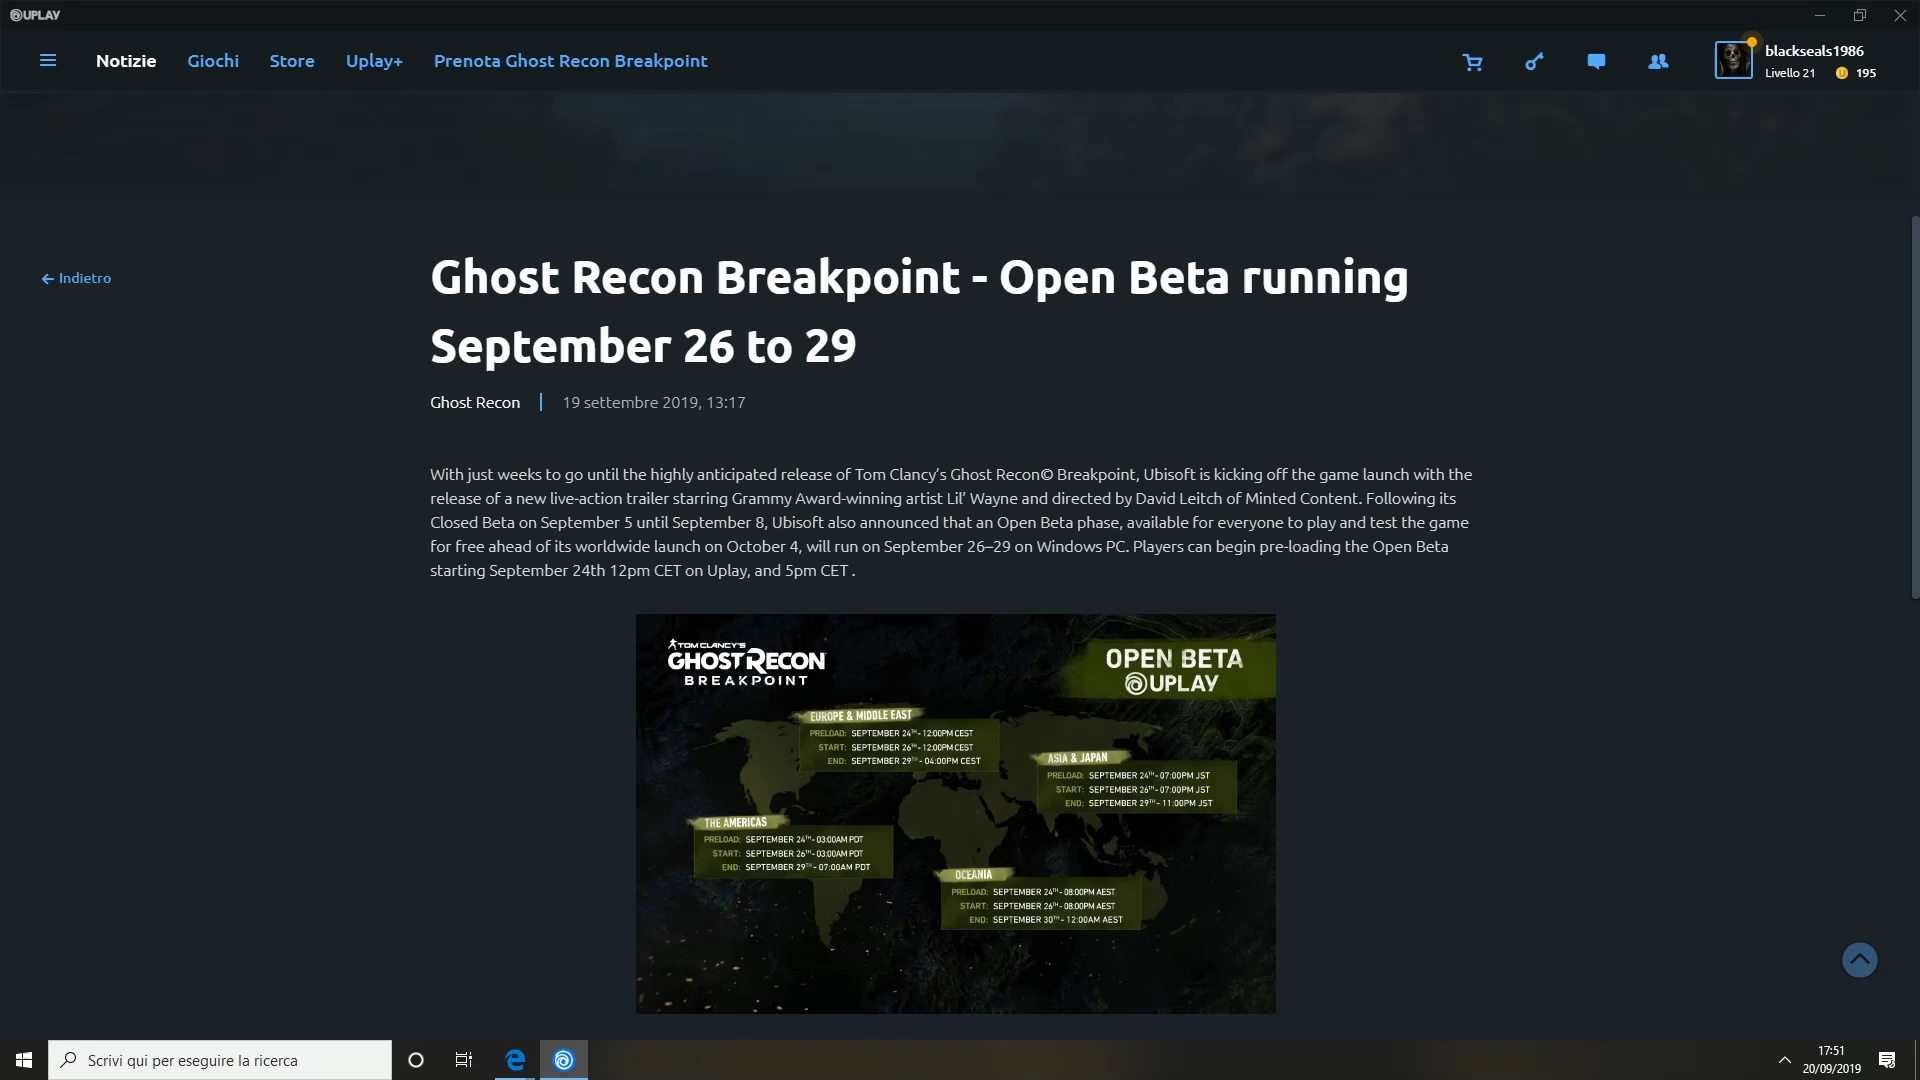 UPLAY
Notizie Giochi Store Uplay+ Prenota Ghost Recon Breakpoint
blackseals1986
Livello 21 195
Indietro
Ghost Recon Breakpoint - Open Beta running
September 26 to 29
Ghost Recon 19 settembre 2019, 13:17
With just weeks to go until the highly anticipated release of Tom Clancy’s Ghost Recon© Breakpoint, Ubisoft is kicking off the game launch with the
release of a new live-action trailer starring Grammy Award-winning artist Lil’ Wayne and directed by David Leitch of Minted Content. Following its
Closed Beta on September 5 until September 8, Ubisoft also announced that an Open Beta phase, available for everyone to play and test the game
for free ahead of its worldwide launch on October 4, will run on September 26–29 on Windows PC. Players can begin pre-loading the Open Beta
starting September 24th 12pm CET on Uplay, and 5pm CET .
TOM CLANCY'S
GHOST RECON
BREAKPOINT
OPEN BETA
UPLAY
EUROPE & MIDDLE EAST
PRELOAD: SEPTEMBER 24TH - 12:00PM CEST
START: SEPTEMBER 26TH - 12:00PM CEST
END: SEPTEMBER 29TH - 04:00PM CEST
ASIA & JAPAN
PRELOAD: SEPTEMBER 24TH - 07:00PM JST
START: SEPTEMBER 26TH - 07:00PM JST
END: SEPTEMBER 29TH - 11:00PM JST
THE AMERICAS
PRELOAD: SEPTEMBER 24TH - 03:00AM PDT
START: SEPTEMBER 26TH - 03:00AM PDT
END: SEPTEMBER 29TH - 07:00AM PDT
OCEANIA
PRELOAD: SEPTEMBER 24TH - 08:00PM AEST
START: SEPTEMBER 26TH - 08:00PM AEST
END: SEPTEMBER 30TH - 12:00AM AEST
Scrivi qui per eseguire la ricerca
17:51
20/09/2019